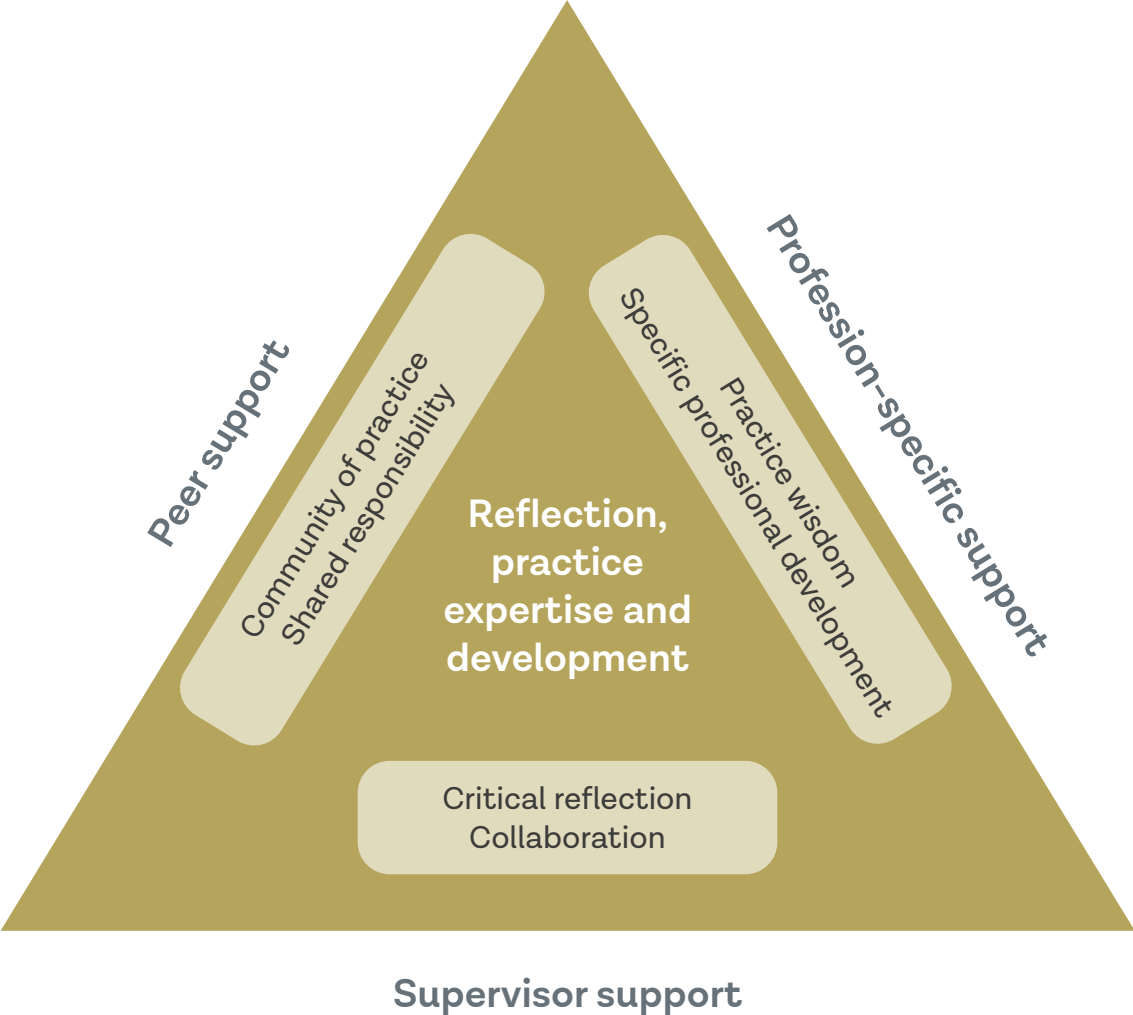 Peer support
Community of practice
Shared responsibility
Profession-specific support
Practice wisdom
Specific professional development
Reflection,
practice
expertise and
development
Critical reflection
Collaboration
Supervisor support